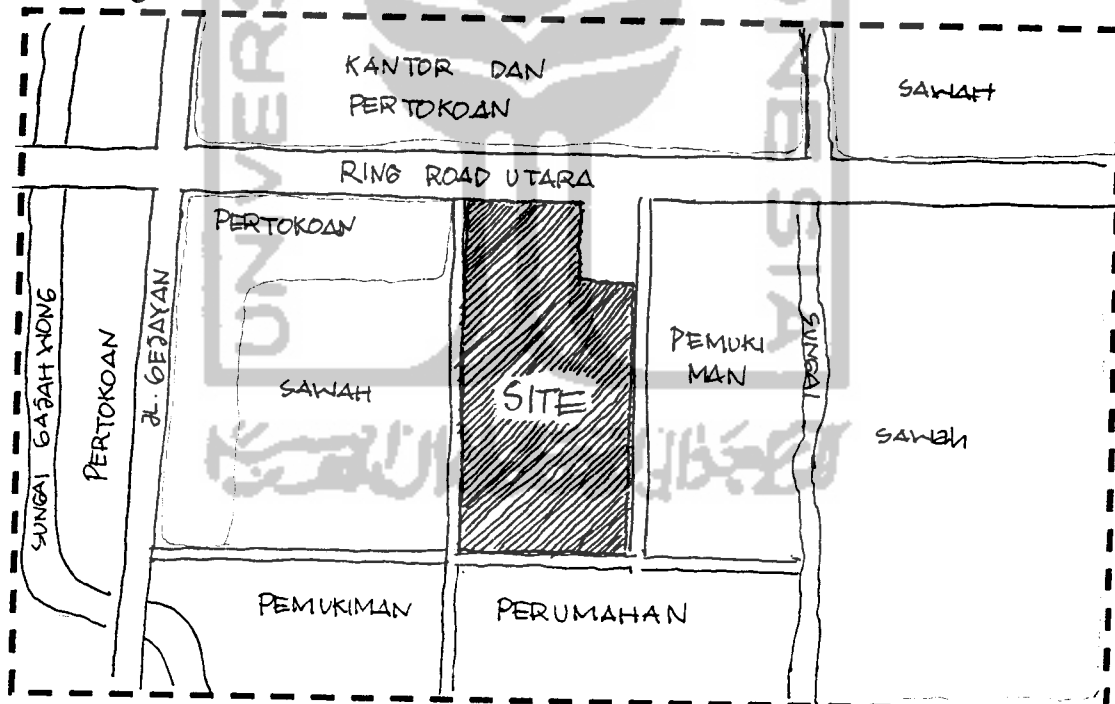 KANTOR DAN
PERTOKOAN
SAWAH
RING ROAD UTARA
PERTOKOAN
SUNGAI GAJAH WONG
PERTOKOAN
JL. GEJAYAN
SAWAH
SITE
PEMUKI
MAN
SUNGAI
SAWah
PEMUKIMAN
PERUMAHAN